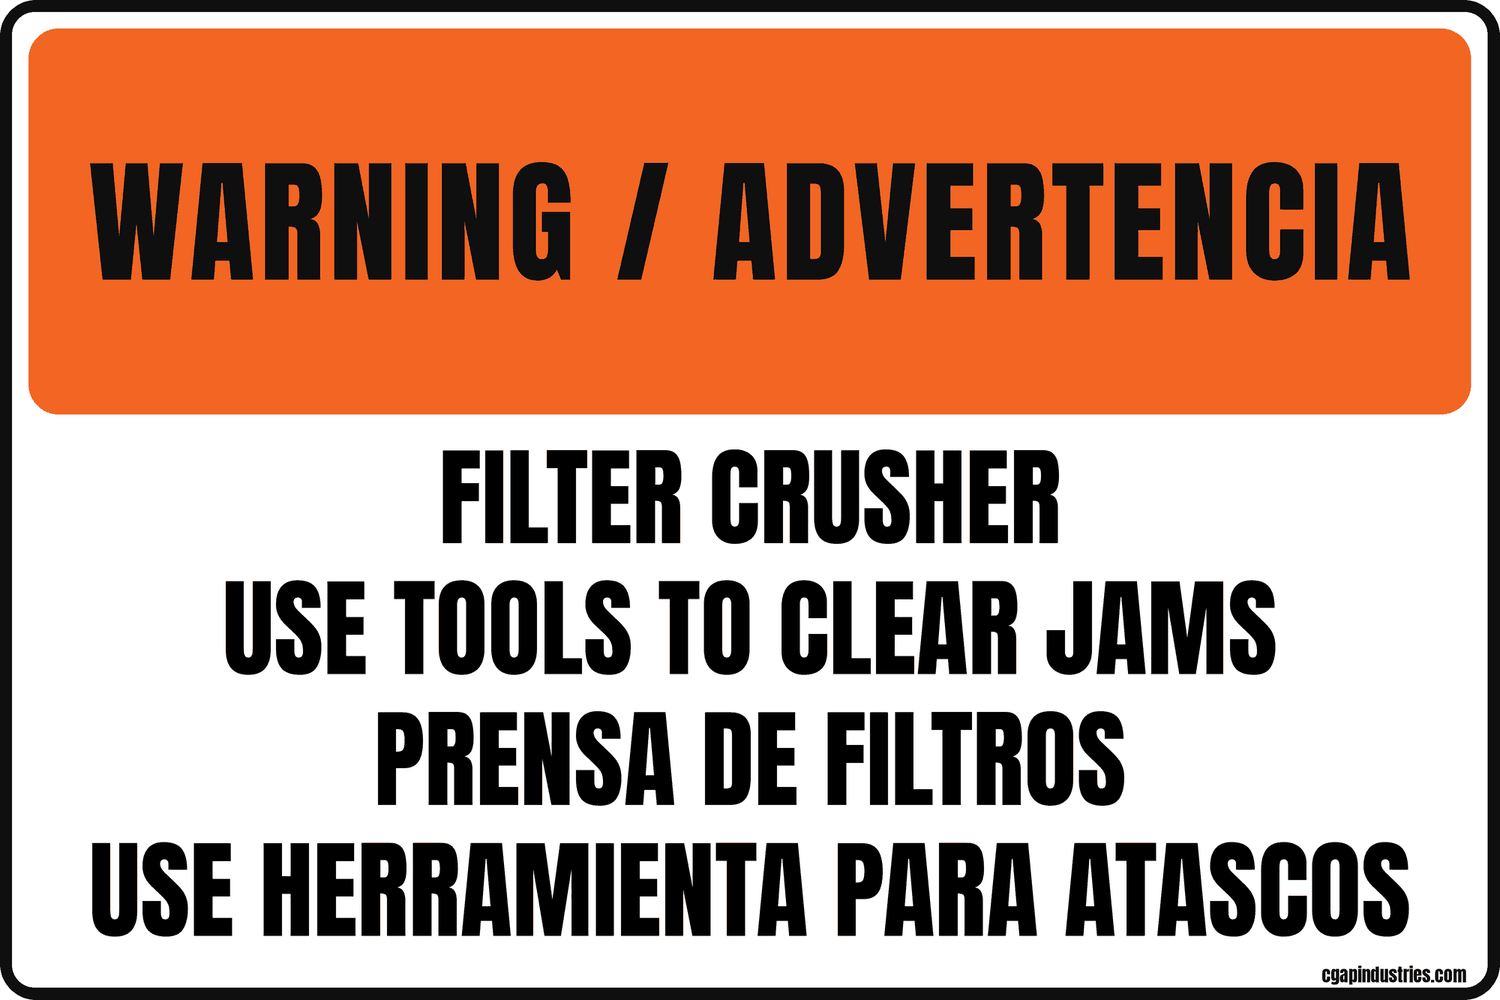 WARNING / ADVERTENCIA
FILTER CRUSHER
USE TOOLS TO CLEAR JAMS
PRENSA DE FILTROS
USE HERRAMIENTA PARA ATASCOS
cgapindustries.com